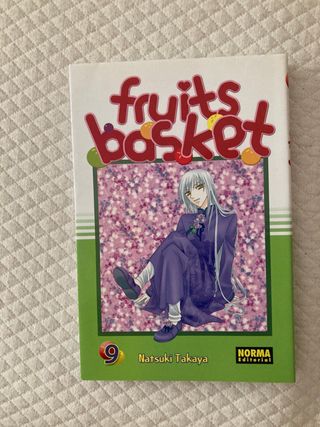 fruits
basket
9
Natsuki Takaya
NORMA
Editorial